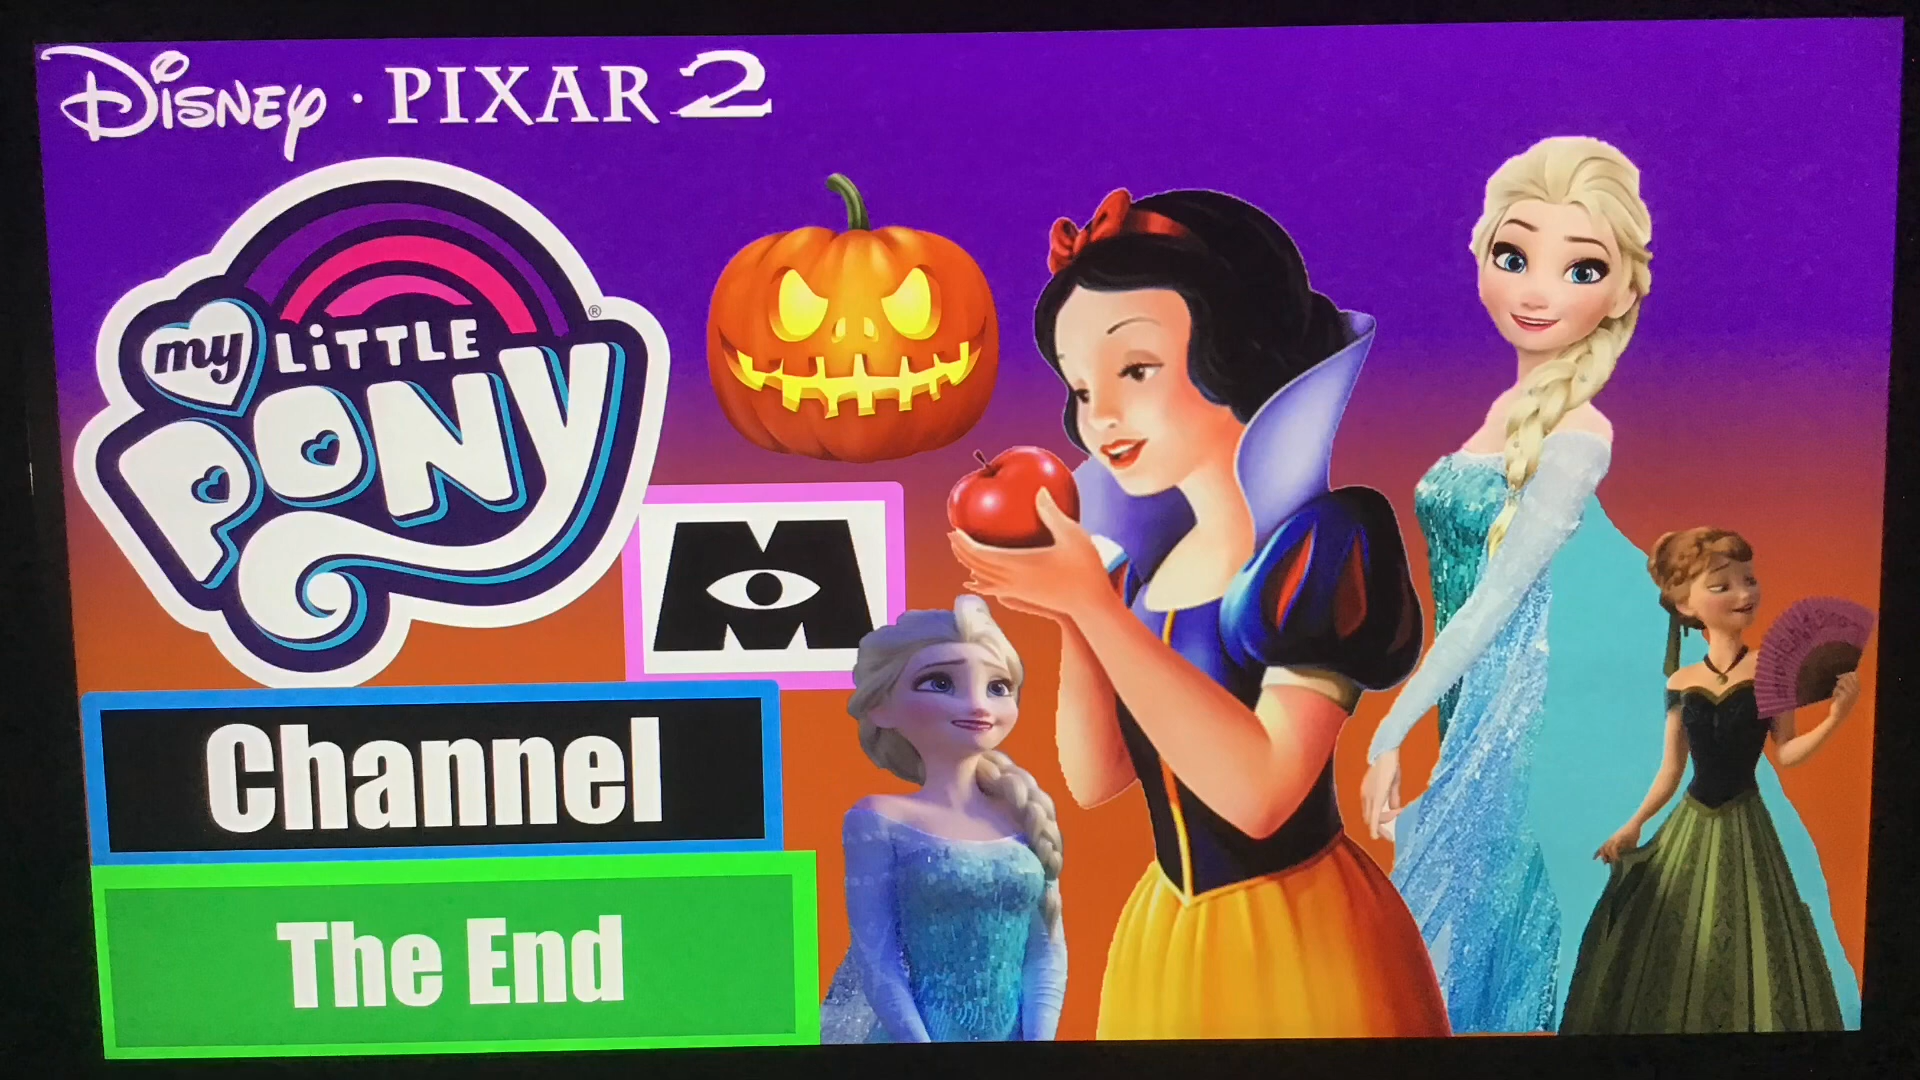 Disney · PIXAR 2
my LiTTLE
PONY ®
M
Channel
The End